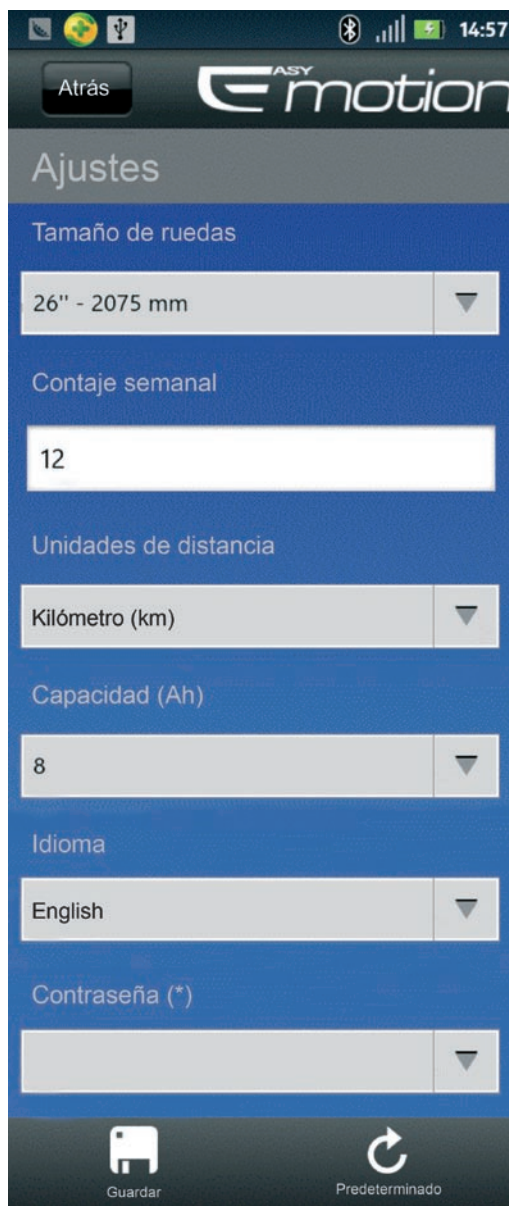 14:57
Atrás
EASY motion
Ajustes
Tamaño de ruedas
26'' - 2075 mm
Contaje semanal
12
Unidades de distancia
Kilómetro (km)
Capacidad (Ah)
8
Idioma
English
Contraseña (*)
Guardar
Predeterminado